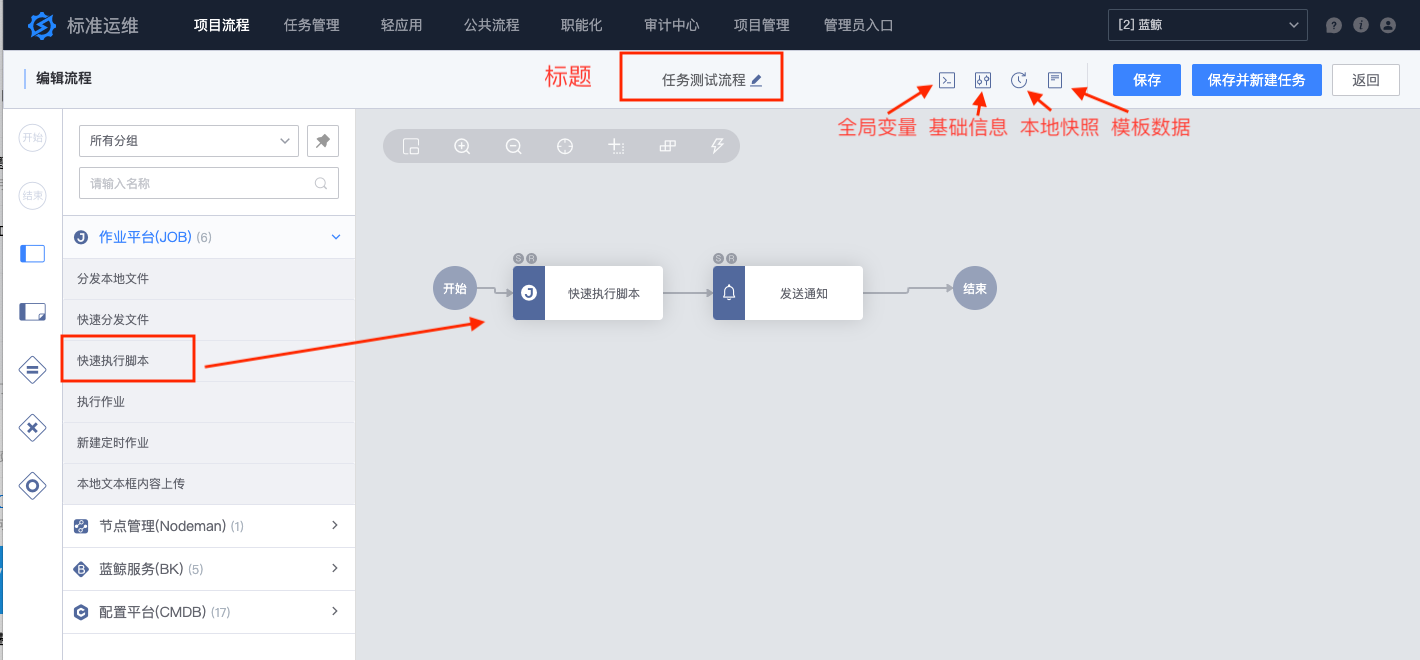 标准运维 项目流程 任务管理 轻应用 公共流程 职能化 审计中心 项目管理 管理员入口 [2] 蓝鲸
编辑流程 标题 任务测试流程 保存 保存并新建任务 返回
全局变量 基础信息 本地快照 模板数据
开始
结束
所有分组
请输入名称
作业平台(JOB) (6)
分发本地文件
快速分发文件
快速执行脚本
执行作业
新建定时作业
本地文本框内容上传
节点管理(Nodeman) (1)
蓝鲸服务(BK) (5)
配置平台(CMDB) (17)
S R S R
开始 快速执行脚本 发送通知 结束